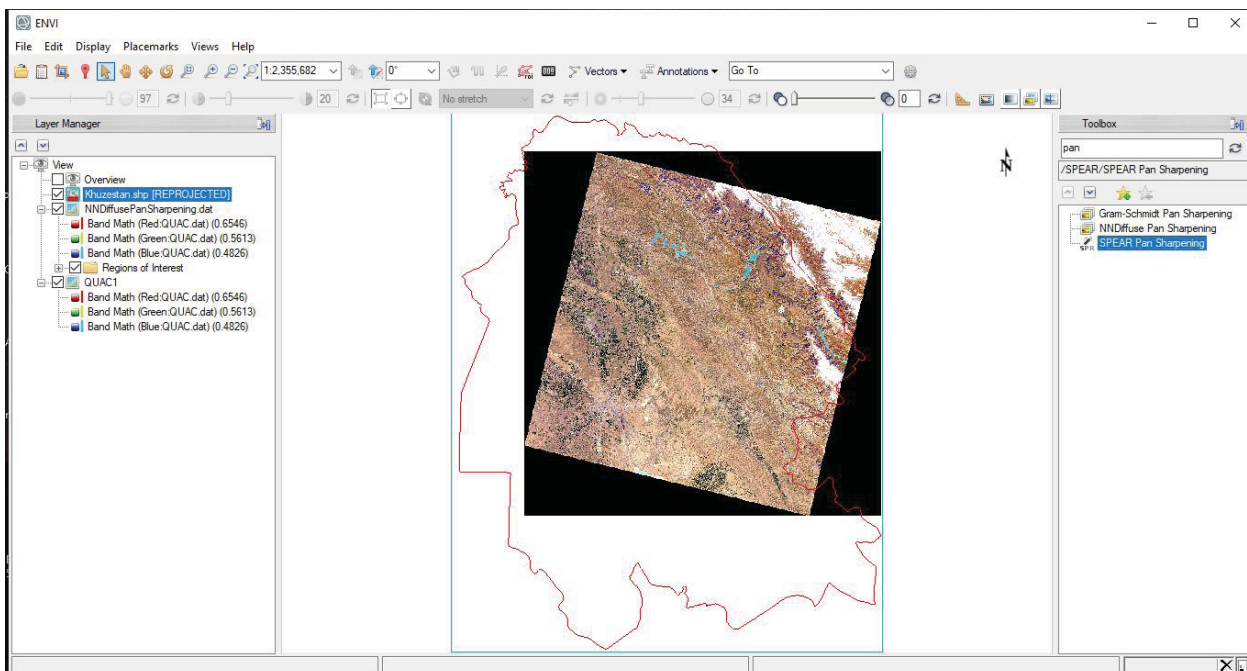 ENVI
File Edit Display Placemarks Views Help
1:2,355,682 0° Vectors Annotations Go To
97 20 No stretch 34 0
Layer Manager
View
Overview
Khuzestan.shp [REPROJECTED]
NNDiffusePanSharpening.dat
Band Math (Red:QUAC.dat) (0.6546)
Band Math (Green:QUAC.dat) (0.5613)
Band Math (Blue:QUAC.dat) (0.4826)
Regions of Interest
QUAC1
Band Math (Red:QUAC.dat) (0.6546)
Band Math (Green:QUAC.dat) (0.5613)
Band Math (Blue:QUAC.dat) (0.4826)
N
Toolbox
pan
/SPEAR/SPEAR Pan Sharpening
Gram-Schmidt Pan Sharpening
NNDiffuse Pan Sharpening
SPEAR Pan Sharpening